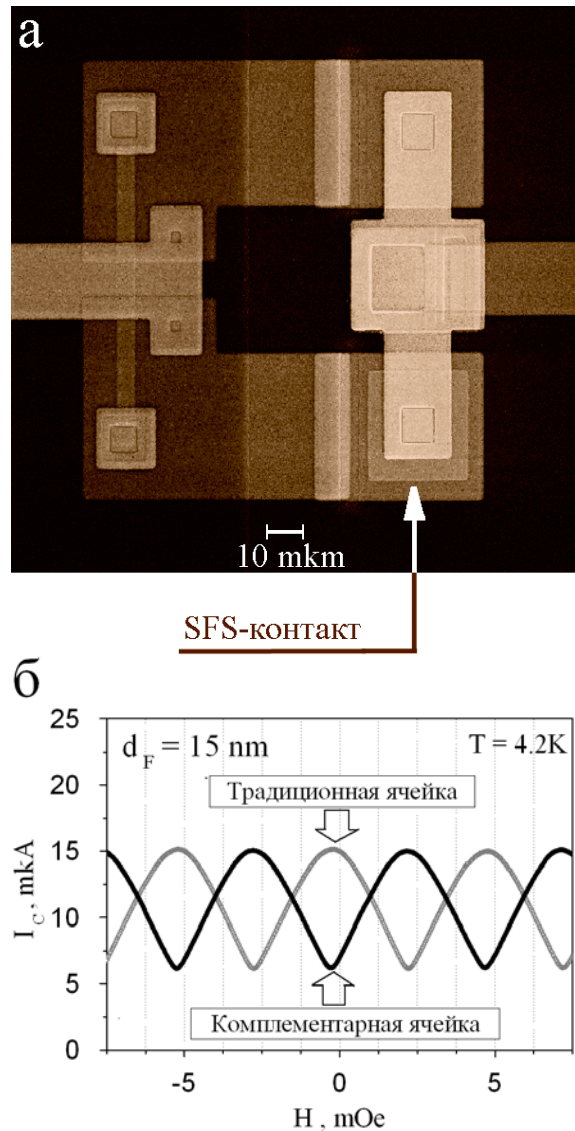 а
10 mkm
SFS-контакт
б
25
20
15
10
5
0
I_C, mkA
d_F = 15 nm
T = 4.2K
Традиционная ячейка
Комплементарная ячейка
-5
0
5
H , mOe